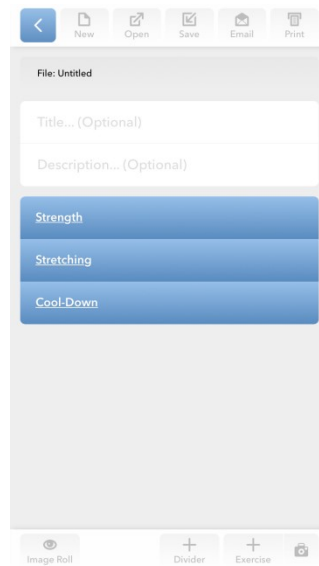 New Open Save Email Print
File: Untitled
Title... (Optional)
Description... (Optional)
Strength
Stretching
Cool-Down
Image Roll Divider Exercise